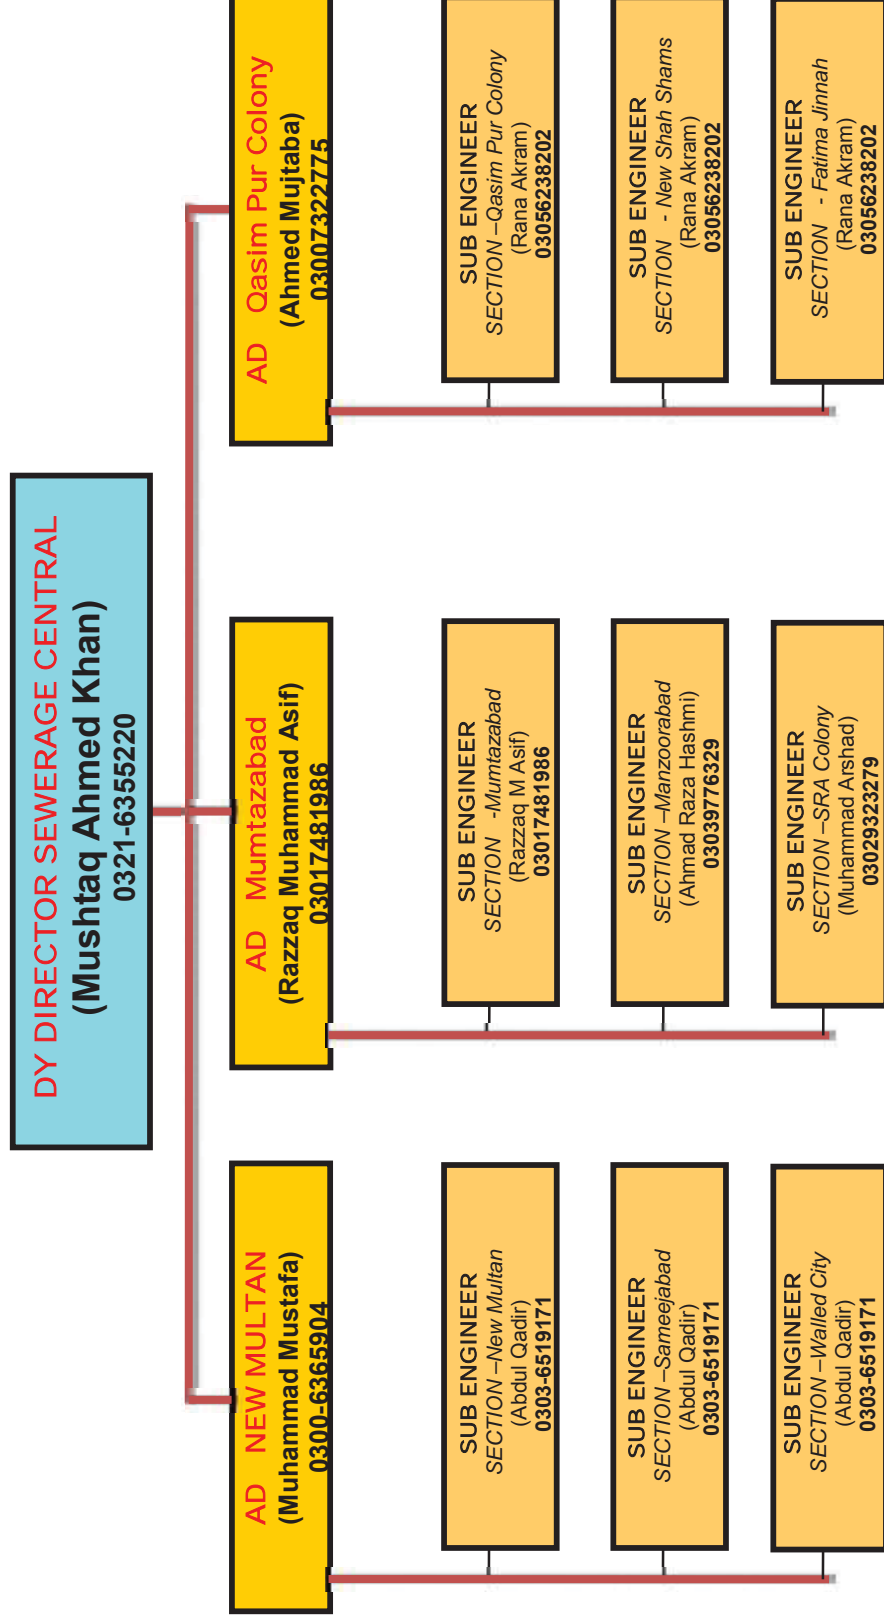 DY DIRECTOR SEWERAGE CENTRAL
(Mushtaq Ahmed Khan)
0321-6355220
AD NEW MULTAN
(Muhammad Mustafa)
0300-6365904
SUB ENGINEER
SECTION –New Multan
(Abdul Qadir)
0303-6519171
SUB ENGINEER
SECTION –Sameejabad
(Abdul Qadir)
0303-6519171
SUB ENGINEER
SECTION –Walled City
(Abdul Qadir)
0303-6519171
AD Mumtazabad
(Razzaq Muhammad Asif)
03017481986
SUB ENGINEER
SECTION -Mumtazabad
(Razzaq M Asif)
03017481986
SUB ENGINEER
SECTION –Manzoorabad
(Ahmad Raza Hashmi)
03039776329
SUB ENGINEER
SECTION –SRA Colony
(Muhammad Arshad)
03029323279
AD Qasim Pur Colony
(Ahmed Mujtaba)
03007322775
SUB ENGINEER
SECTION –Qasim Pur Colony
(Rana Akram)
03056238202
SUB ENGINEER
SECTION - New Shah Shams
(Rana Akram)
03056238202
SUB ENGINEER
SECTION - Fatima Jinnah
(Rana Akram)
03056238202